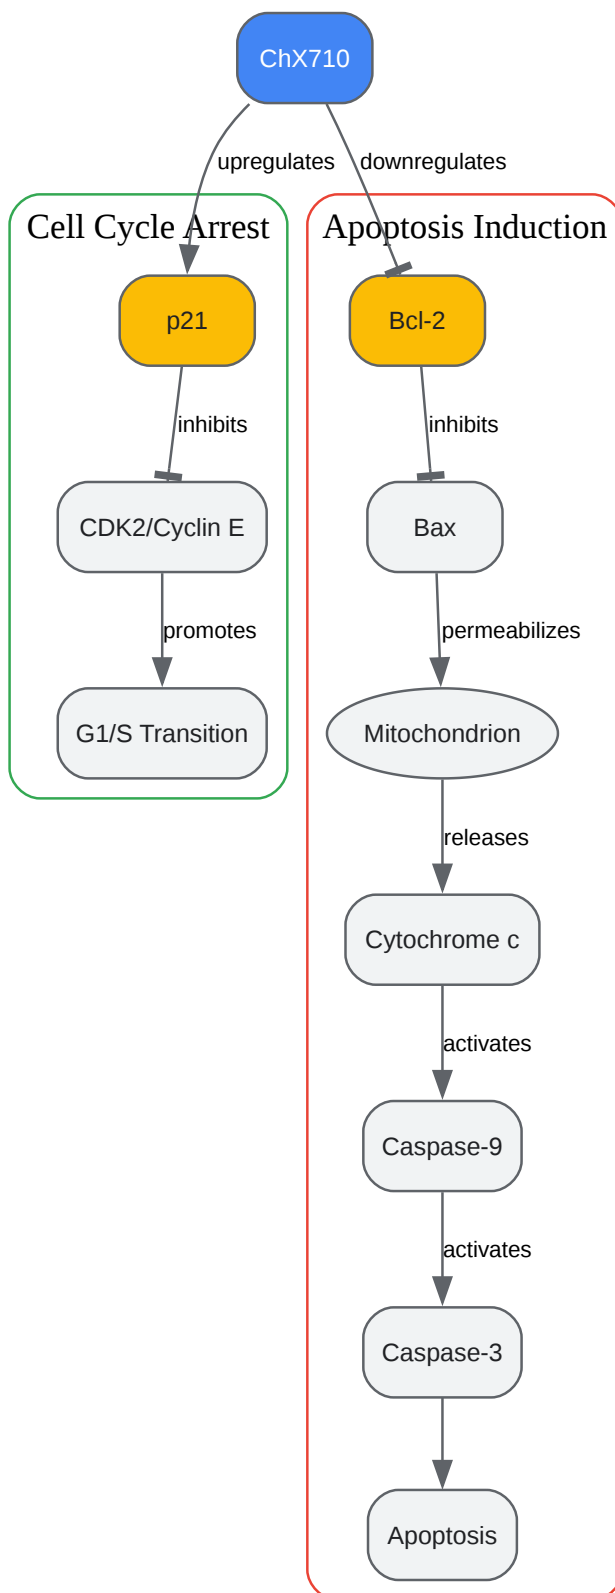 ChX710
upregulates
downregulates
Cell Cycle Arrest
Apoptosis Induction
p21
Bcl-2
inhibits
inhibits
CDK2/Cyclin E
Bax
promotes
permeabilizes
G1/S Transition
Mitochondrion
releases
Cytochrome c
activates
Caspase-9
activates
Caspase-3
Apoptosis